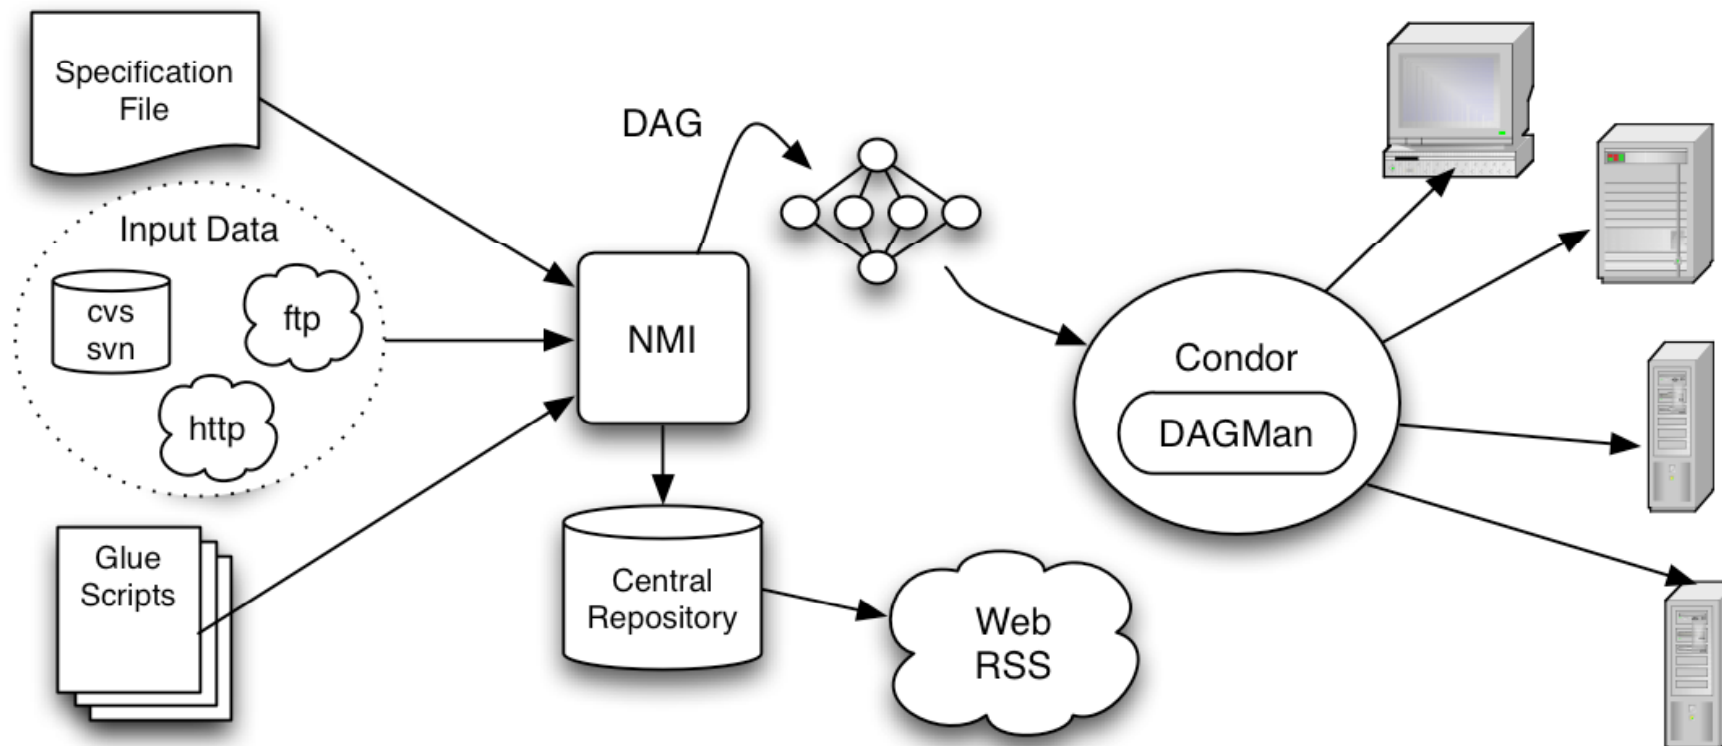 Specification
File
Input Data
cvs
svn
ftp
http
Glue
Scripts
DAG
NMI
Central
Repository
Web
RSS
Condor
DAGMan